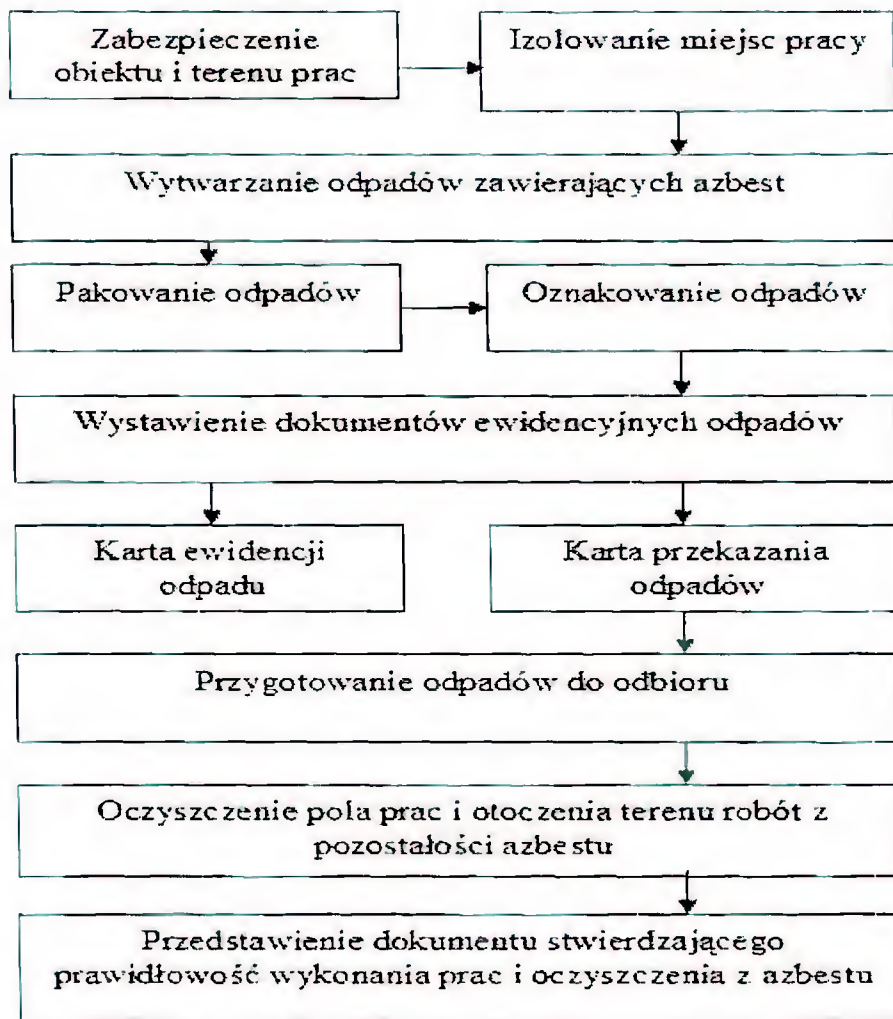 Zabezpieczenie
obiektu i terenu prac
Izolowanie miejsc pracy
Wytwarzanie odpadów zawierających azbest
Pakowanie odpadów
Oznakowanie odpadów
Wystawienie dokumentów ewidencyjnych odpadów
Karta ewidencji
odpadu
Karta przekazania
odpadów
Przygotowanie odpadów do odbioru
Oczyszczenie pola prac i otoczenia terenu robót z
pozostałości azbestu
Przedstawienie dokumentu stwierdzającego
prawidłowość wykonania prac i oczyszczenia z azbestu